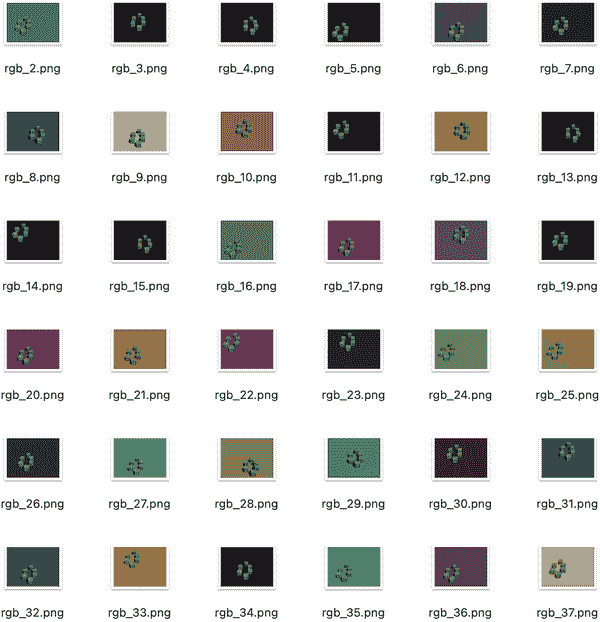 rgb_2.png rgb_3.png rgb_4.png rgb_5.png rgb_6.png rgb_7.png
rgb_8.png rgb_9.png rgb_10.png rgb_11.png rgb_12.png rgb_13.png
rgb_14.png rgb_15.png rgb_16.png rgb_17.png rgb_18.png rgb_19.png
rgb_20.png rgb_21.png rgb_22.png rgb_23.png rgb_24.png rgb_25.png
rgb_26.png rgb_27.png rgb_28.png rgb_29.png rgb_30.png rgb_31.png
rgb_32.png rgb_33.png rgb_34.png rgb_35.png rgb_36.png rgb_37.png